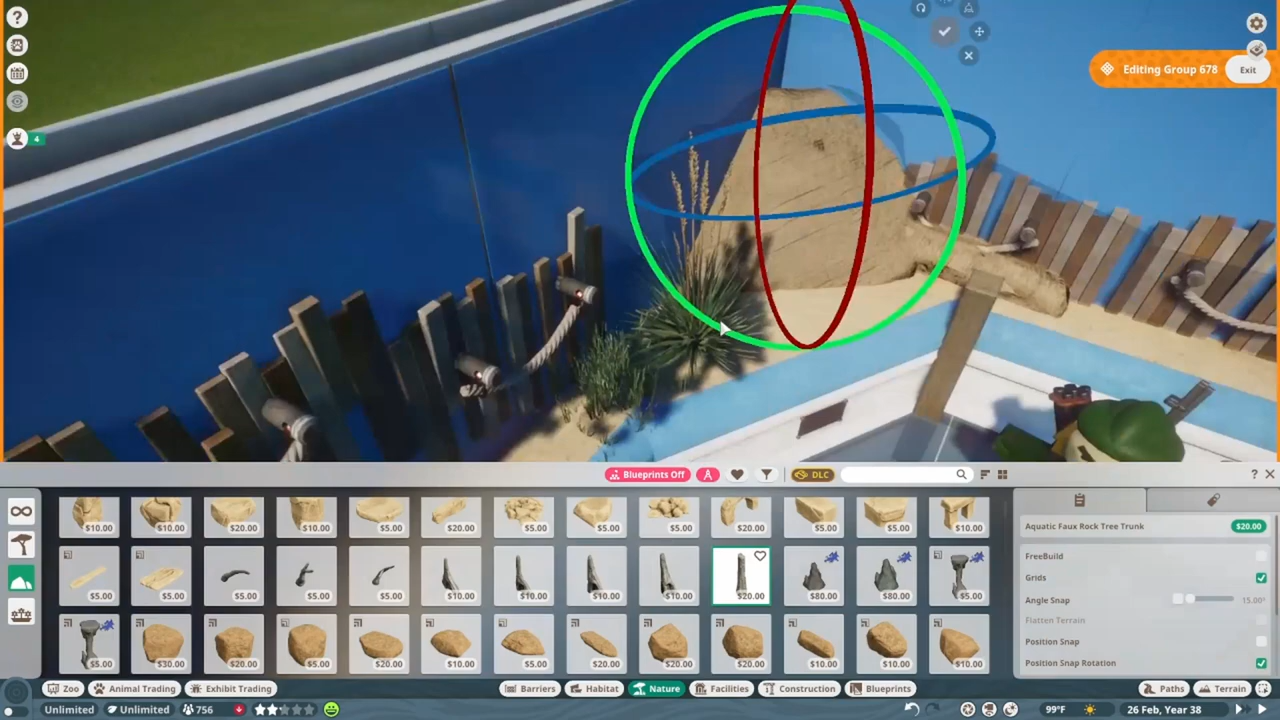 ?
Editing Group 678 Exit
4
Blueprints Off DLC ? ×
$10.00 $10.00 $20.00 $10.00 $5.00 $20.00 $5.00 $5.00 $5.00 $20.00 $5.00 $5.00 $10.00
Aquatic Faux Rock Tree Trunk $20.00
$5.00 $5.00 $5.00 $5.00 $5.00 $10.00 $10.00 $10.00 $10.00 $20.00 $80.00 $80.00 $5.00
FreeBuild
Grids
Angle Snap 15.00°
Flatten Terrain
$5.00 $30.00 $20.00 $5.00 $20.00 $10.00 $5.00 $5.00 $20.00 $20.00 $10.00 $10.00 $10.00
Position Snap
Position Snap Rotation
Zoo Animal Trading Exhibit Trading Barriers Habitat Nature Facilities Construction Blueprints Paths Terrain
Unlimited Unlimited 756 99°F 26 Feb, Year 38